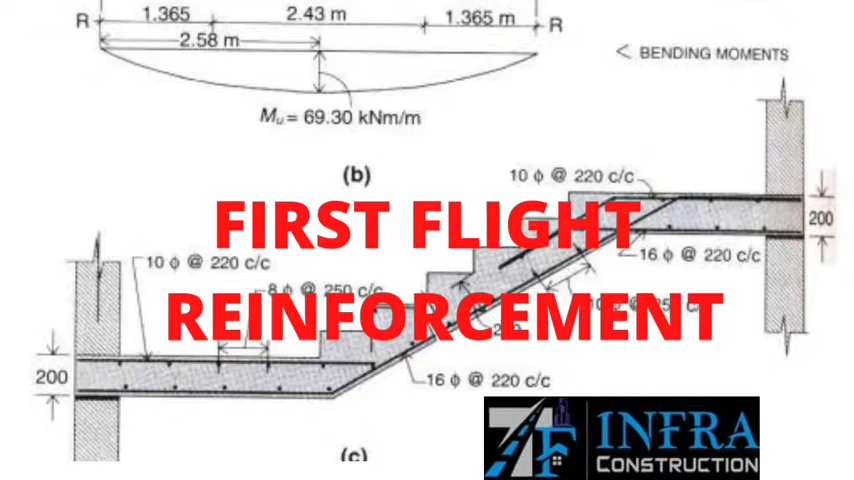 1.365 2.43 m 1.365 m
R R
2.58 m
< BENDING MOMENTS
Mu = 69.30 kNm/m
(b)
10 ϕ @ 220 c/c
FIRST FLIGHT
200
10 ϕ @ 220 c/c
16 ϕ @ 220 c/c
8 ϕ @ 250 c/c
REINFORCEMENT
200
16 ϕ @ 220 c/c
INFRA
CONSTRUCTION
(c)